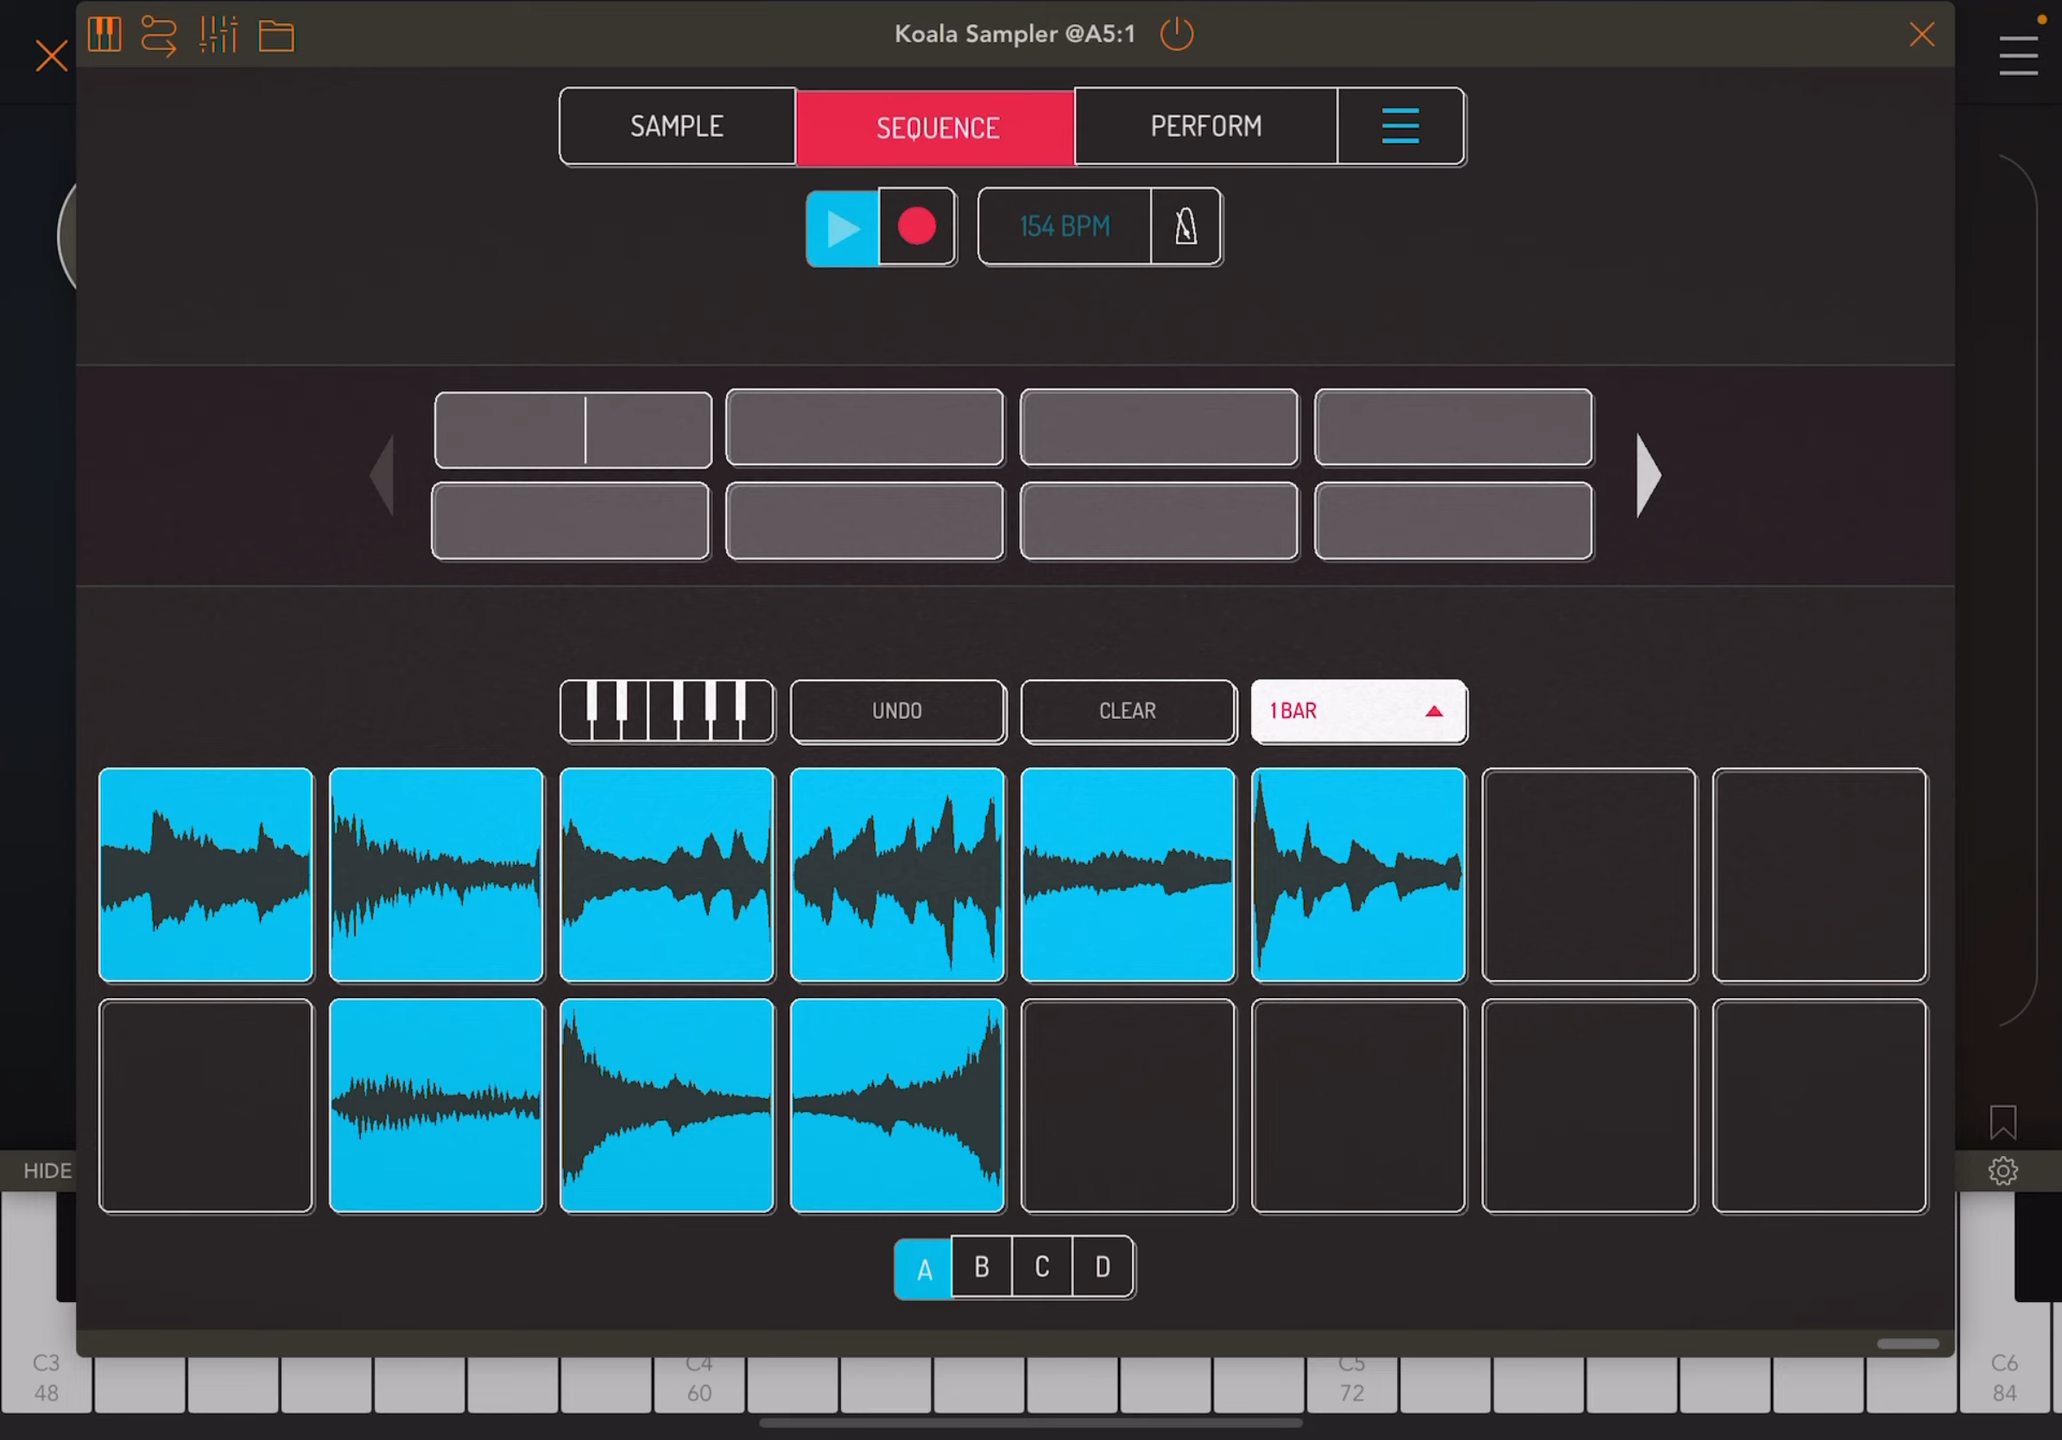 Koala Sampler @A5:1
SAMPLE
SEQUENCE
PERFORM
154 BPM
UNDO
CLEAR
1 BAR
A
B
C
D
HIDE
C3
48
C4
60
C5
72
C6
84